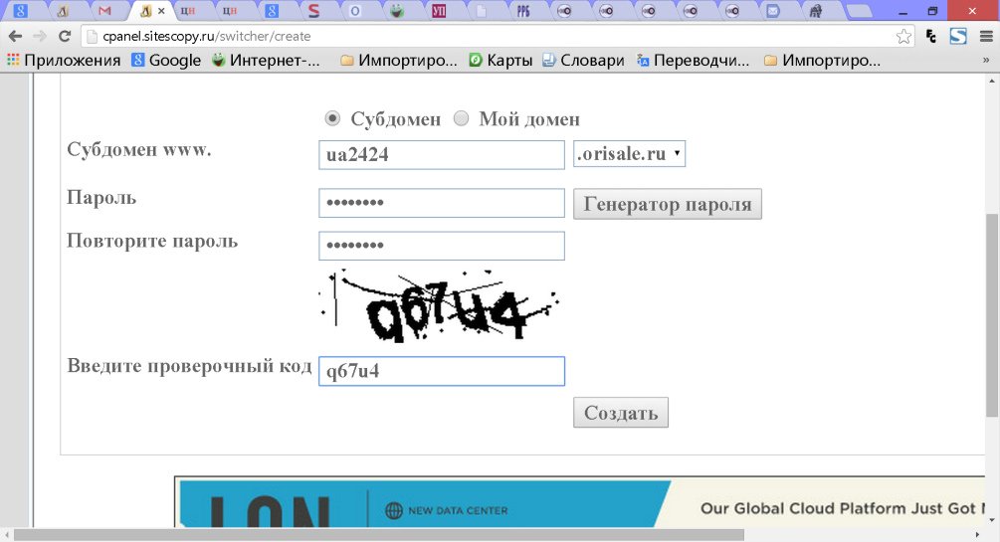 cpanel.sitescopy.ru/switcher/create
Приложения Google Интернет-... Импортиро... Карты Словари Переводчи... Импортиро... »
Субдомен Мой домен
Субдомен www. ua2424 .orisale.ru
Пароль •••••••• Генератор пароля
Повторите пароль ••••••••
q67u4
Введите проверочный код q67u4
Создать
LON NEW DATA CENTER Our Global Cloud Platform Just Got